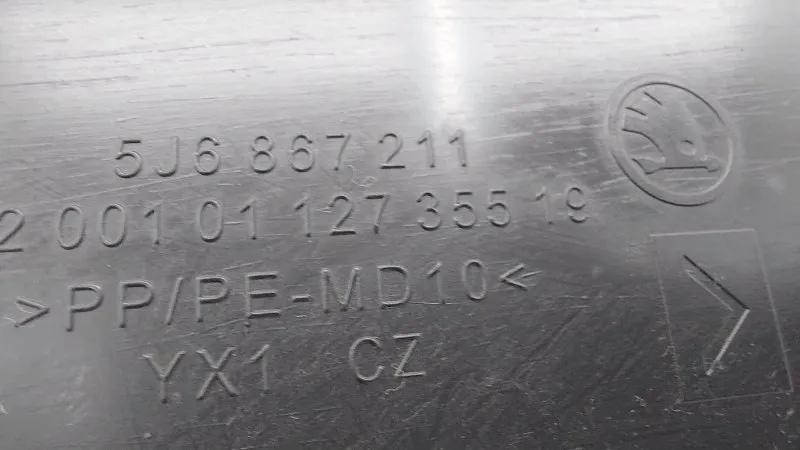 5J6 867 211
2 001 01 127 355 19
>PP/PE-MD10<
YX1 CZ